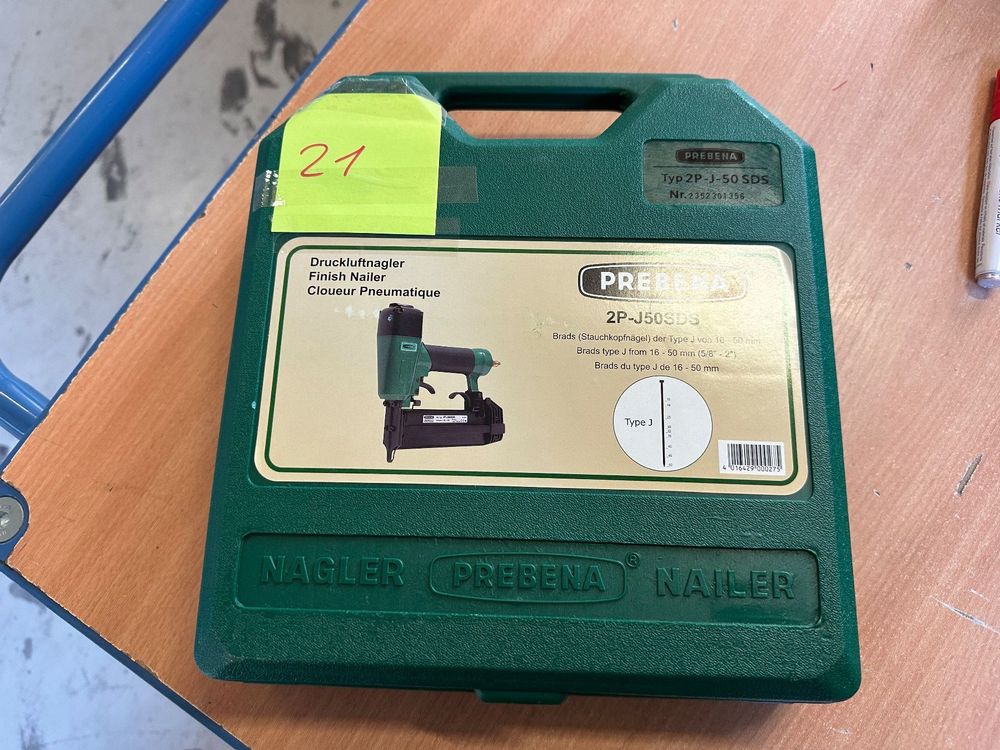 21
PREBENA
Typ 2P-J-50 SDS
Nr. 2352301356
Druckluftnagler
Finish Nailer
Cloueur Pneumatique
PREBENA
2P-J50SDS
Brads (Stauchkopfnägel) der Type J von 16 - 50 mm
Brads type J from 16 - 50 mm (5/8" - 2")
Brads du type J de 16 - 50 mm
Type J
4 016429 000275
NAGLER PREBENA® NAILER